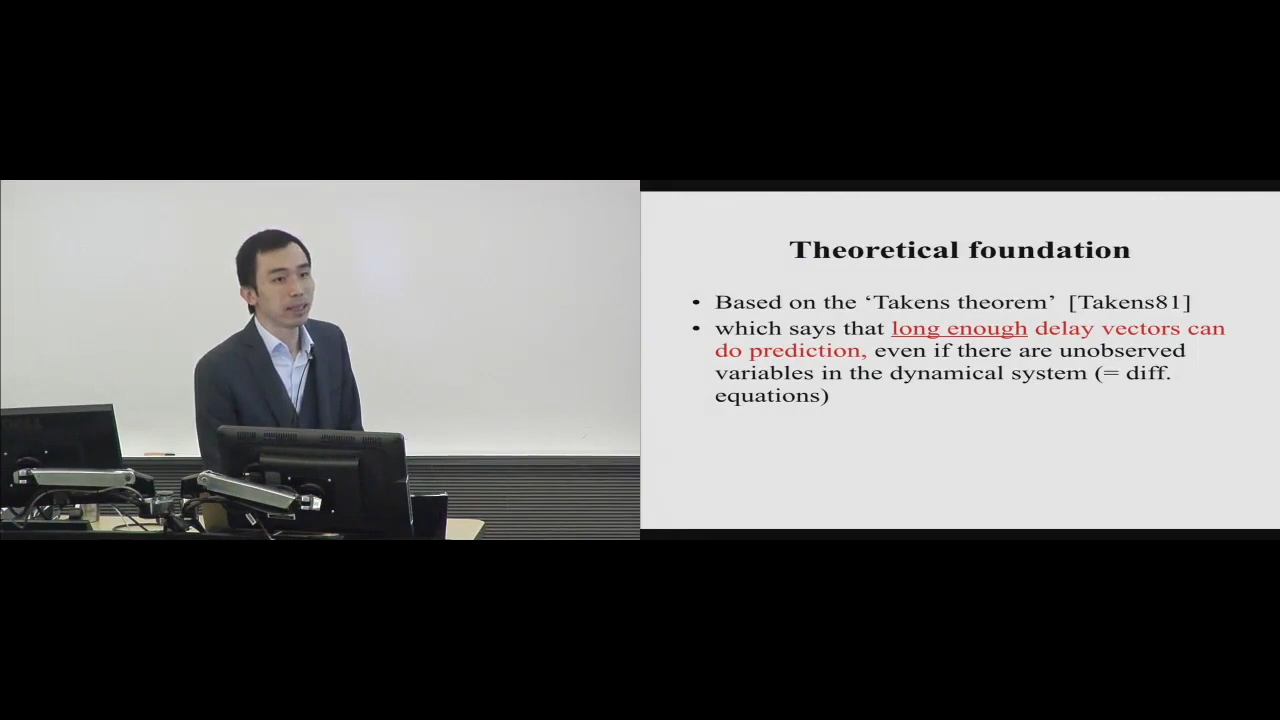 Theoretical foundation
• Based on the ‘Takens theorem’ [Takens81]
• which says that long enough delay vectors can
do prediction, even if there are unobserved
variables in the dynamical system (= diff.
equations)